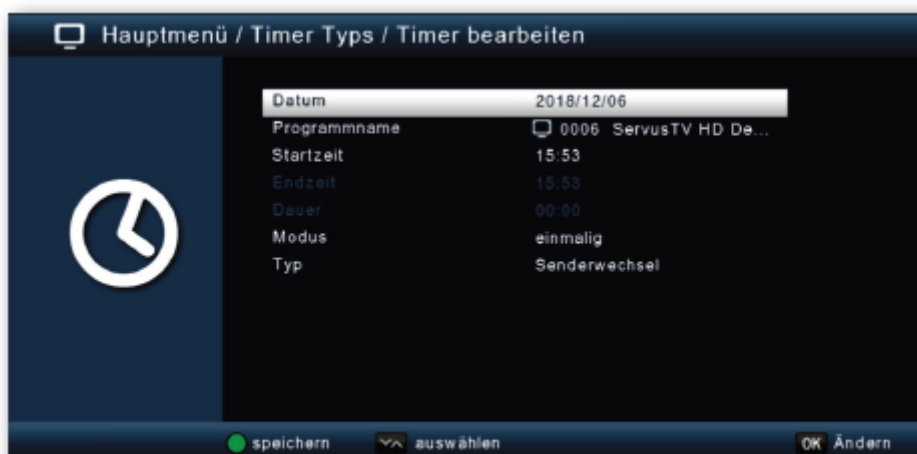 Hauptmenü / Timer Typs / Timer bearbeiten
Datum 2018/12/06
Programmname 0006 ServusTV HD De...
Startzeit 15:53
Endzeit 15:53
Dauer 00:00
Modus einmalig
Typ Senderwechsel
speichern auswählen OK Ändern